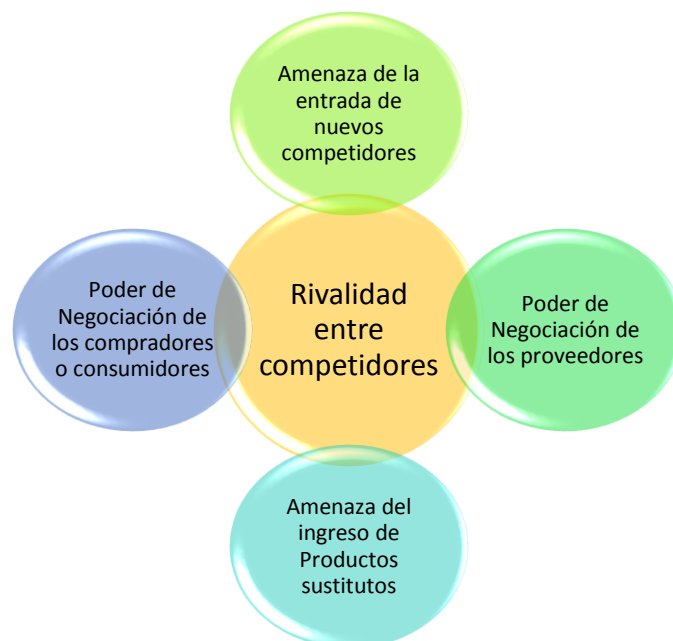 Amenaza de la
entrada de
nuevos
competidores
Poder de
Negociación de
los compradores
o consumidores
Rivalidad
entre
competidores
Poder de
Negociación de
los proveedores
Amenaza del
ingreso de
Productos
sustitutos